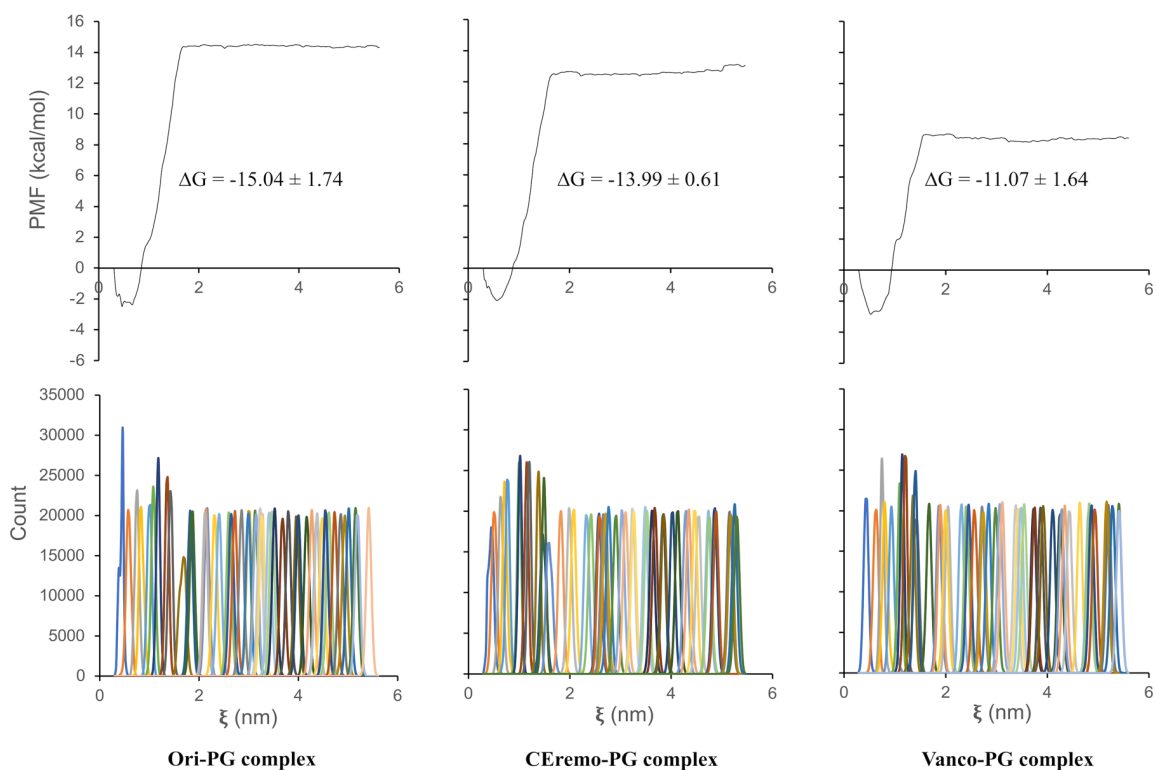 16
14
12
10
8
6
4
2
0
-2
-4
-6
PMF (kcal/mol)
0 2 4 6
ΔG = -15.04 ± 1.74
0 2 4 6
ΔG = -13.99 ± 0.61
0 2 4 6
ΔG = -11.07 ± 1.64
35000
30000
25000
20000
15000
10000
5000
0
Count
0 2 4 6
ξ (nm)
0 2 4 6
ξ (nm)
0 2 4 6
ξ (nm)
Ori-PG complex
CEremo-PG complex
Vanco-PG complex